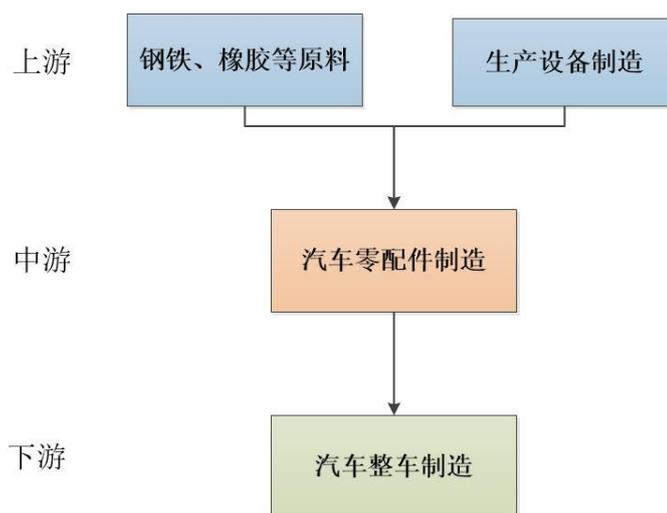 上游
钢铁、橡胶等原料
生产设备制造
中游
汽车零配件制造
下游
汽车整车制造